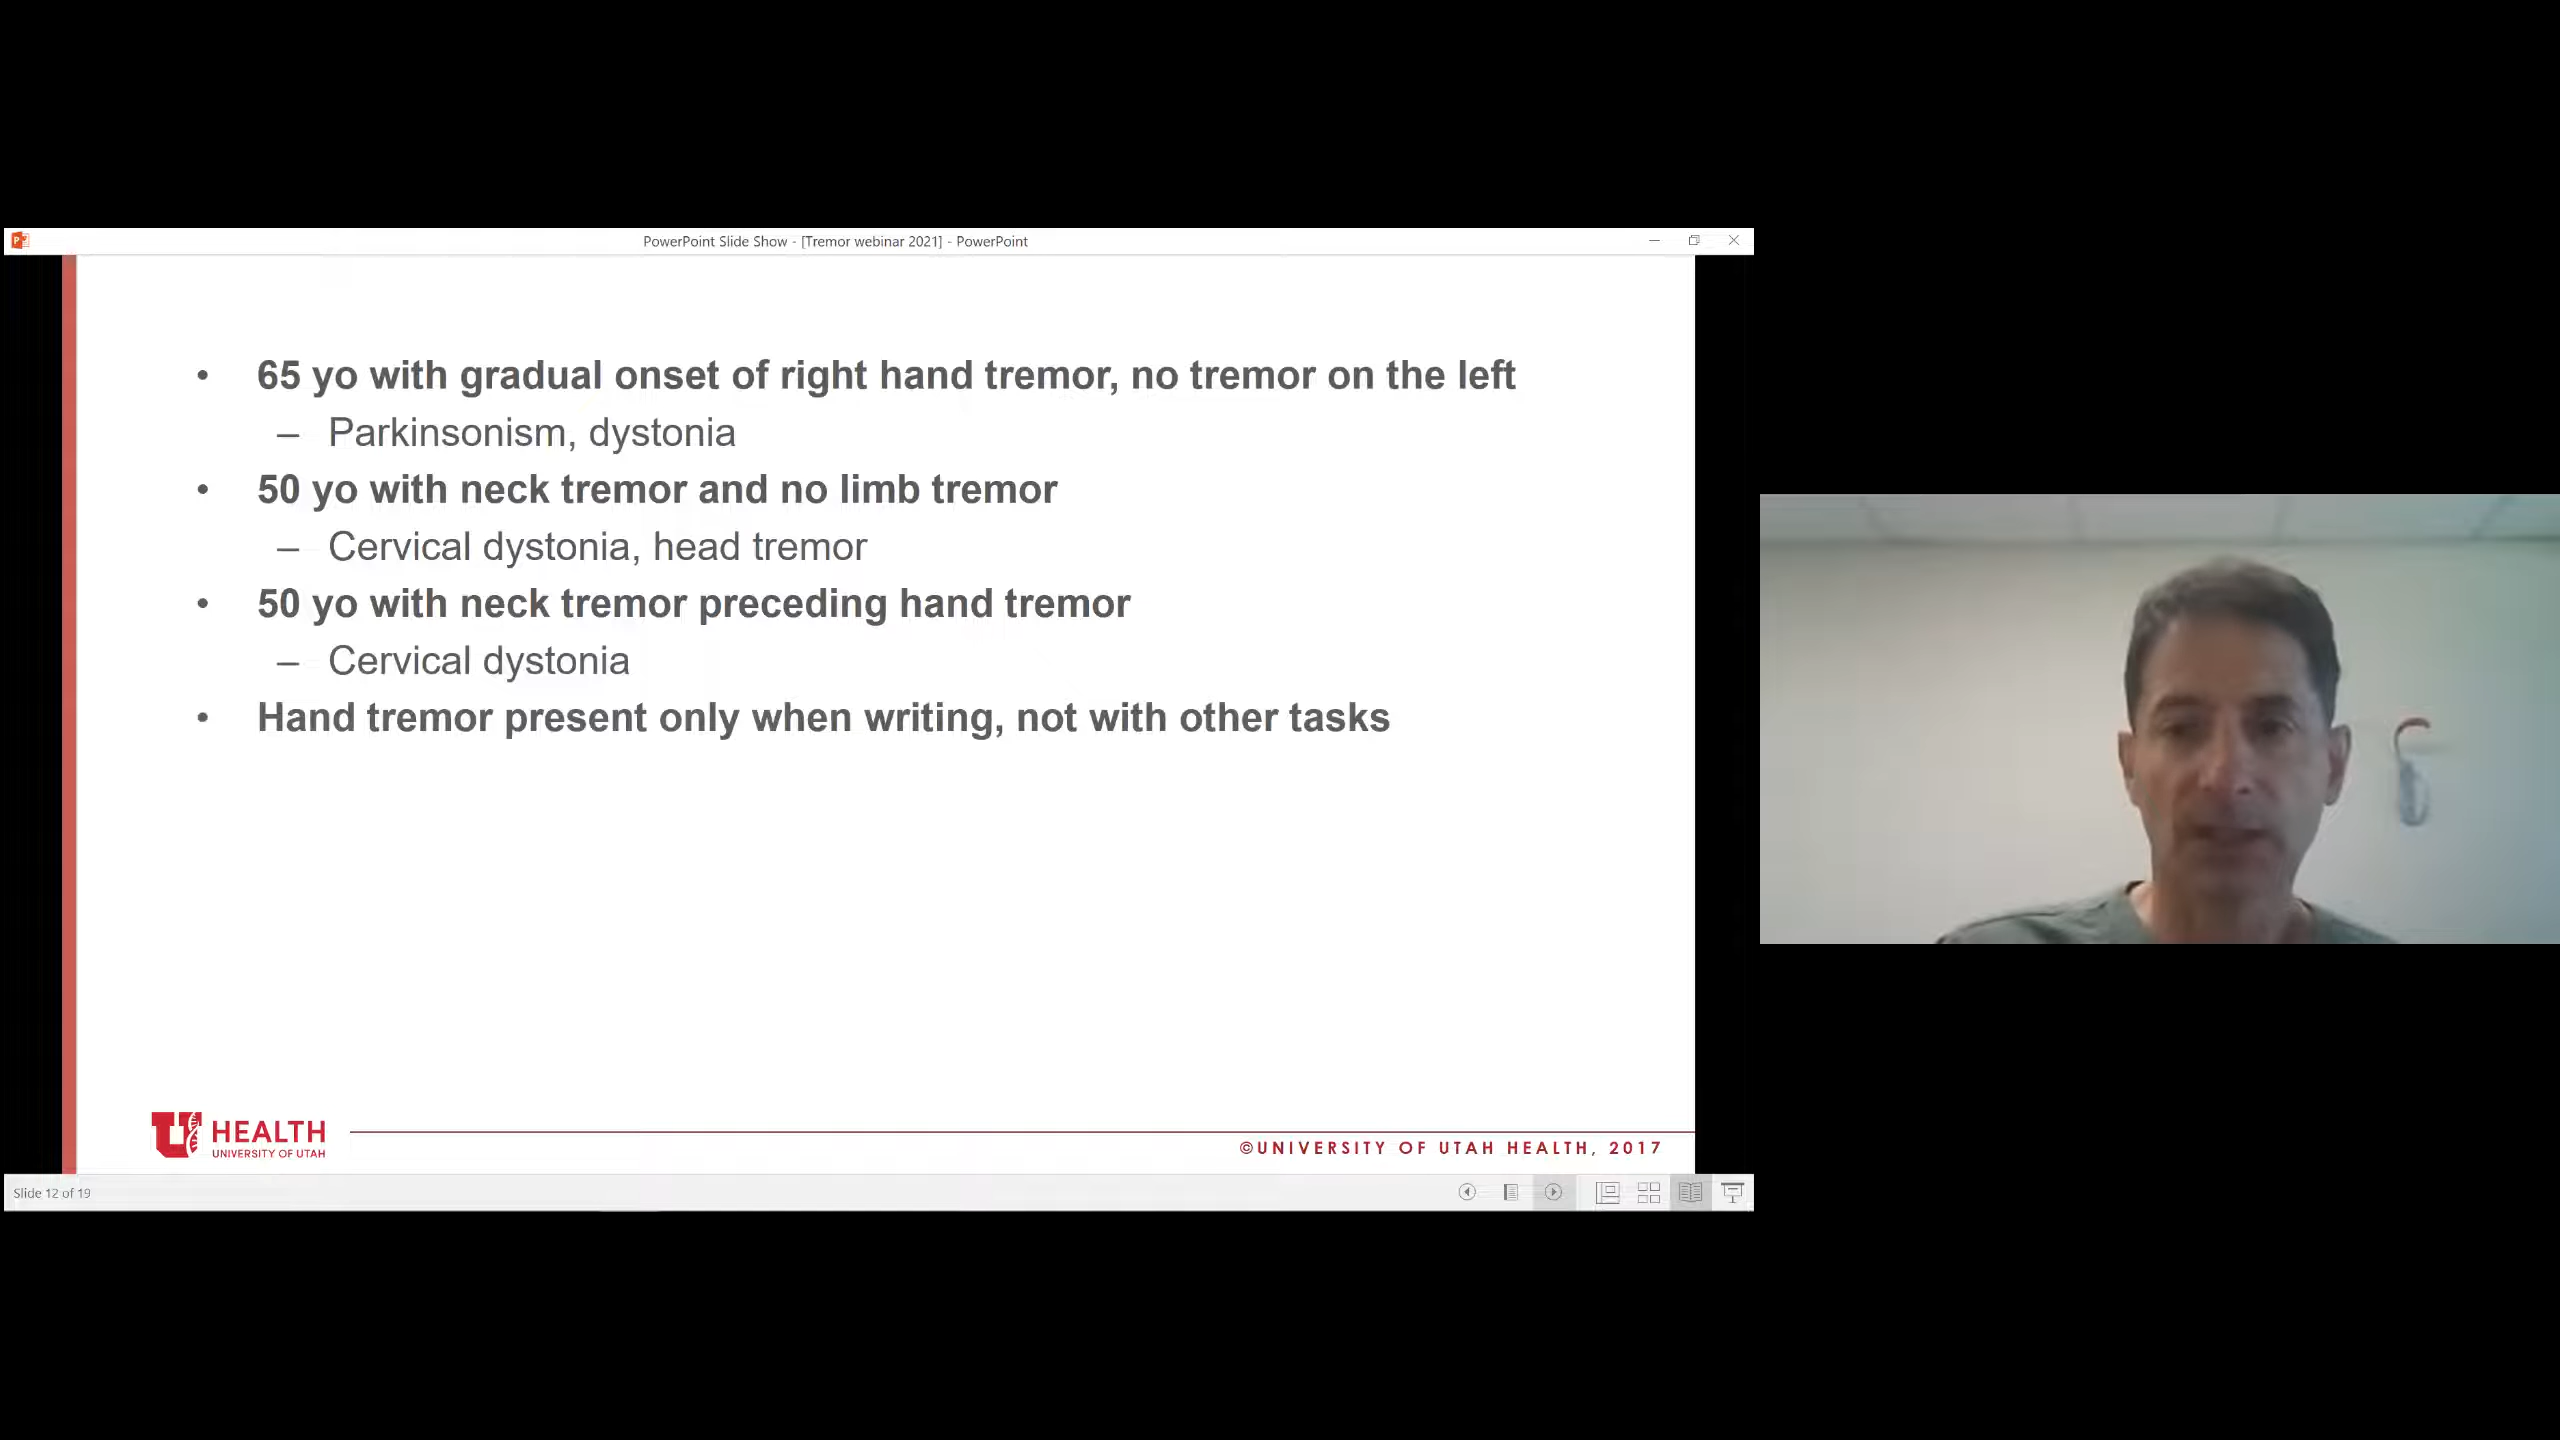 PowerPoint Slide Show - [Tremor webinar 2021] - PowerPoint
• 65 yo with gradual onset of right hand tremor, no tremor on the left
– Parkinsonism, dystonia
• 50 yo with neck tremor and no limb tremor
– Cervical dystonia, head tremor
• 50 yo with neck tremor preceding hand tremor
– Cervical dystonia
• Hand tremor present only when writing, not with other tasks
U HEALTH
UNIVERSITY OF UTAH
©UNIVERSITY OF UTAH HEALTH, 2017
Slide 12 of 19